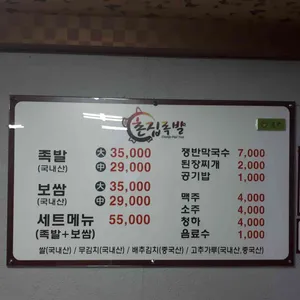 촌집족발
족발 大 35,000
(국내산) 中 29,000
보쌈 大 35,000
(국내산) 中 29,000
세트메뉴 55,000
(족발+보쌈)
쟁반막국수 7,000
된장찌개 2,000
공기밥 1,000
맥주 4,000
소주 4,000
청하 4,000
음료수 1,000
쌀(국내산) / 무김치(국내산) / 배추김치(중국산) / 고추가루(국내산,중국산)